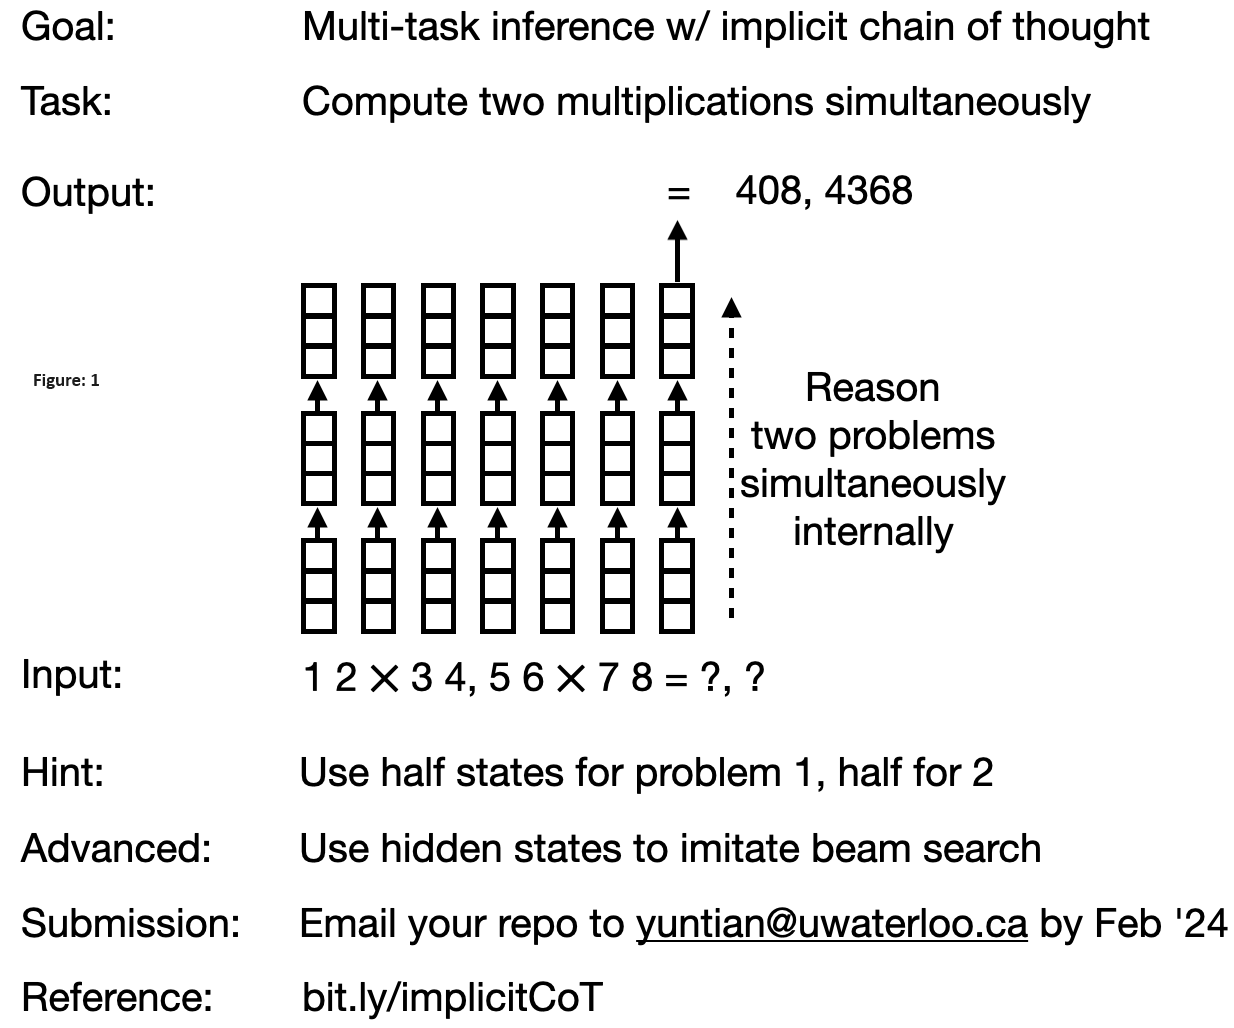 Goal: Multi-task inference w/ implicit chain of thought
Task: Compute two multiplications simultaneously
Output: = 408, 4368
Figure: 1
Reason
two problems
simultaneously
internally
Input: 1 2 × 3 4, 5 6 × 7 8 = ?, ?
Hint: Use half states for problem 1, half for 2
Advanced: Use hidden states to imitate beam search
Submission: Email your repo to yuntian@uwaterloo.ca by Feb '24
Reference: bit.ly/implicitCoT